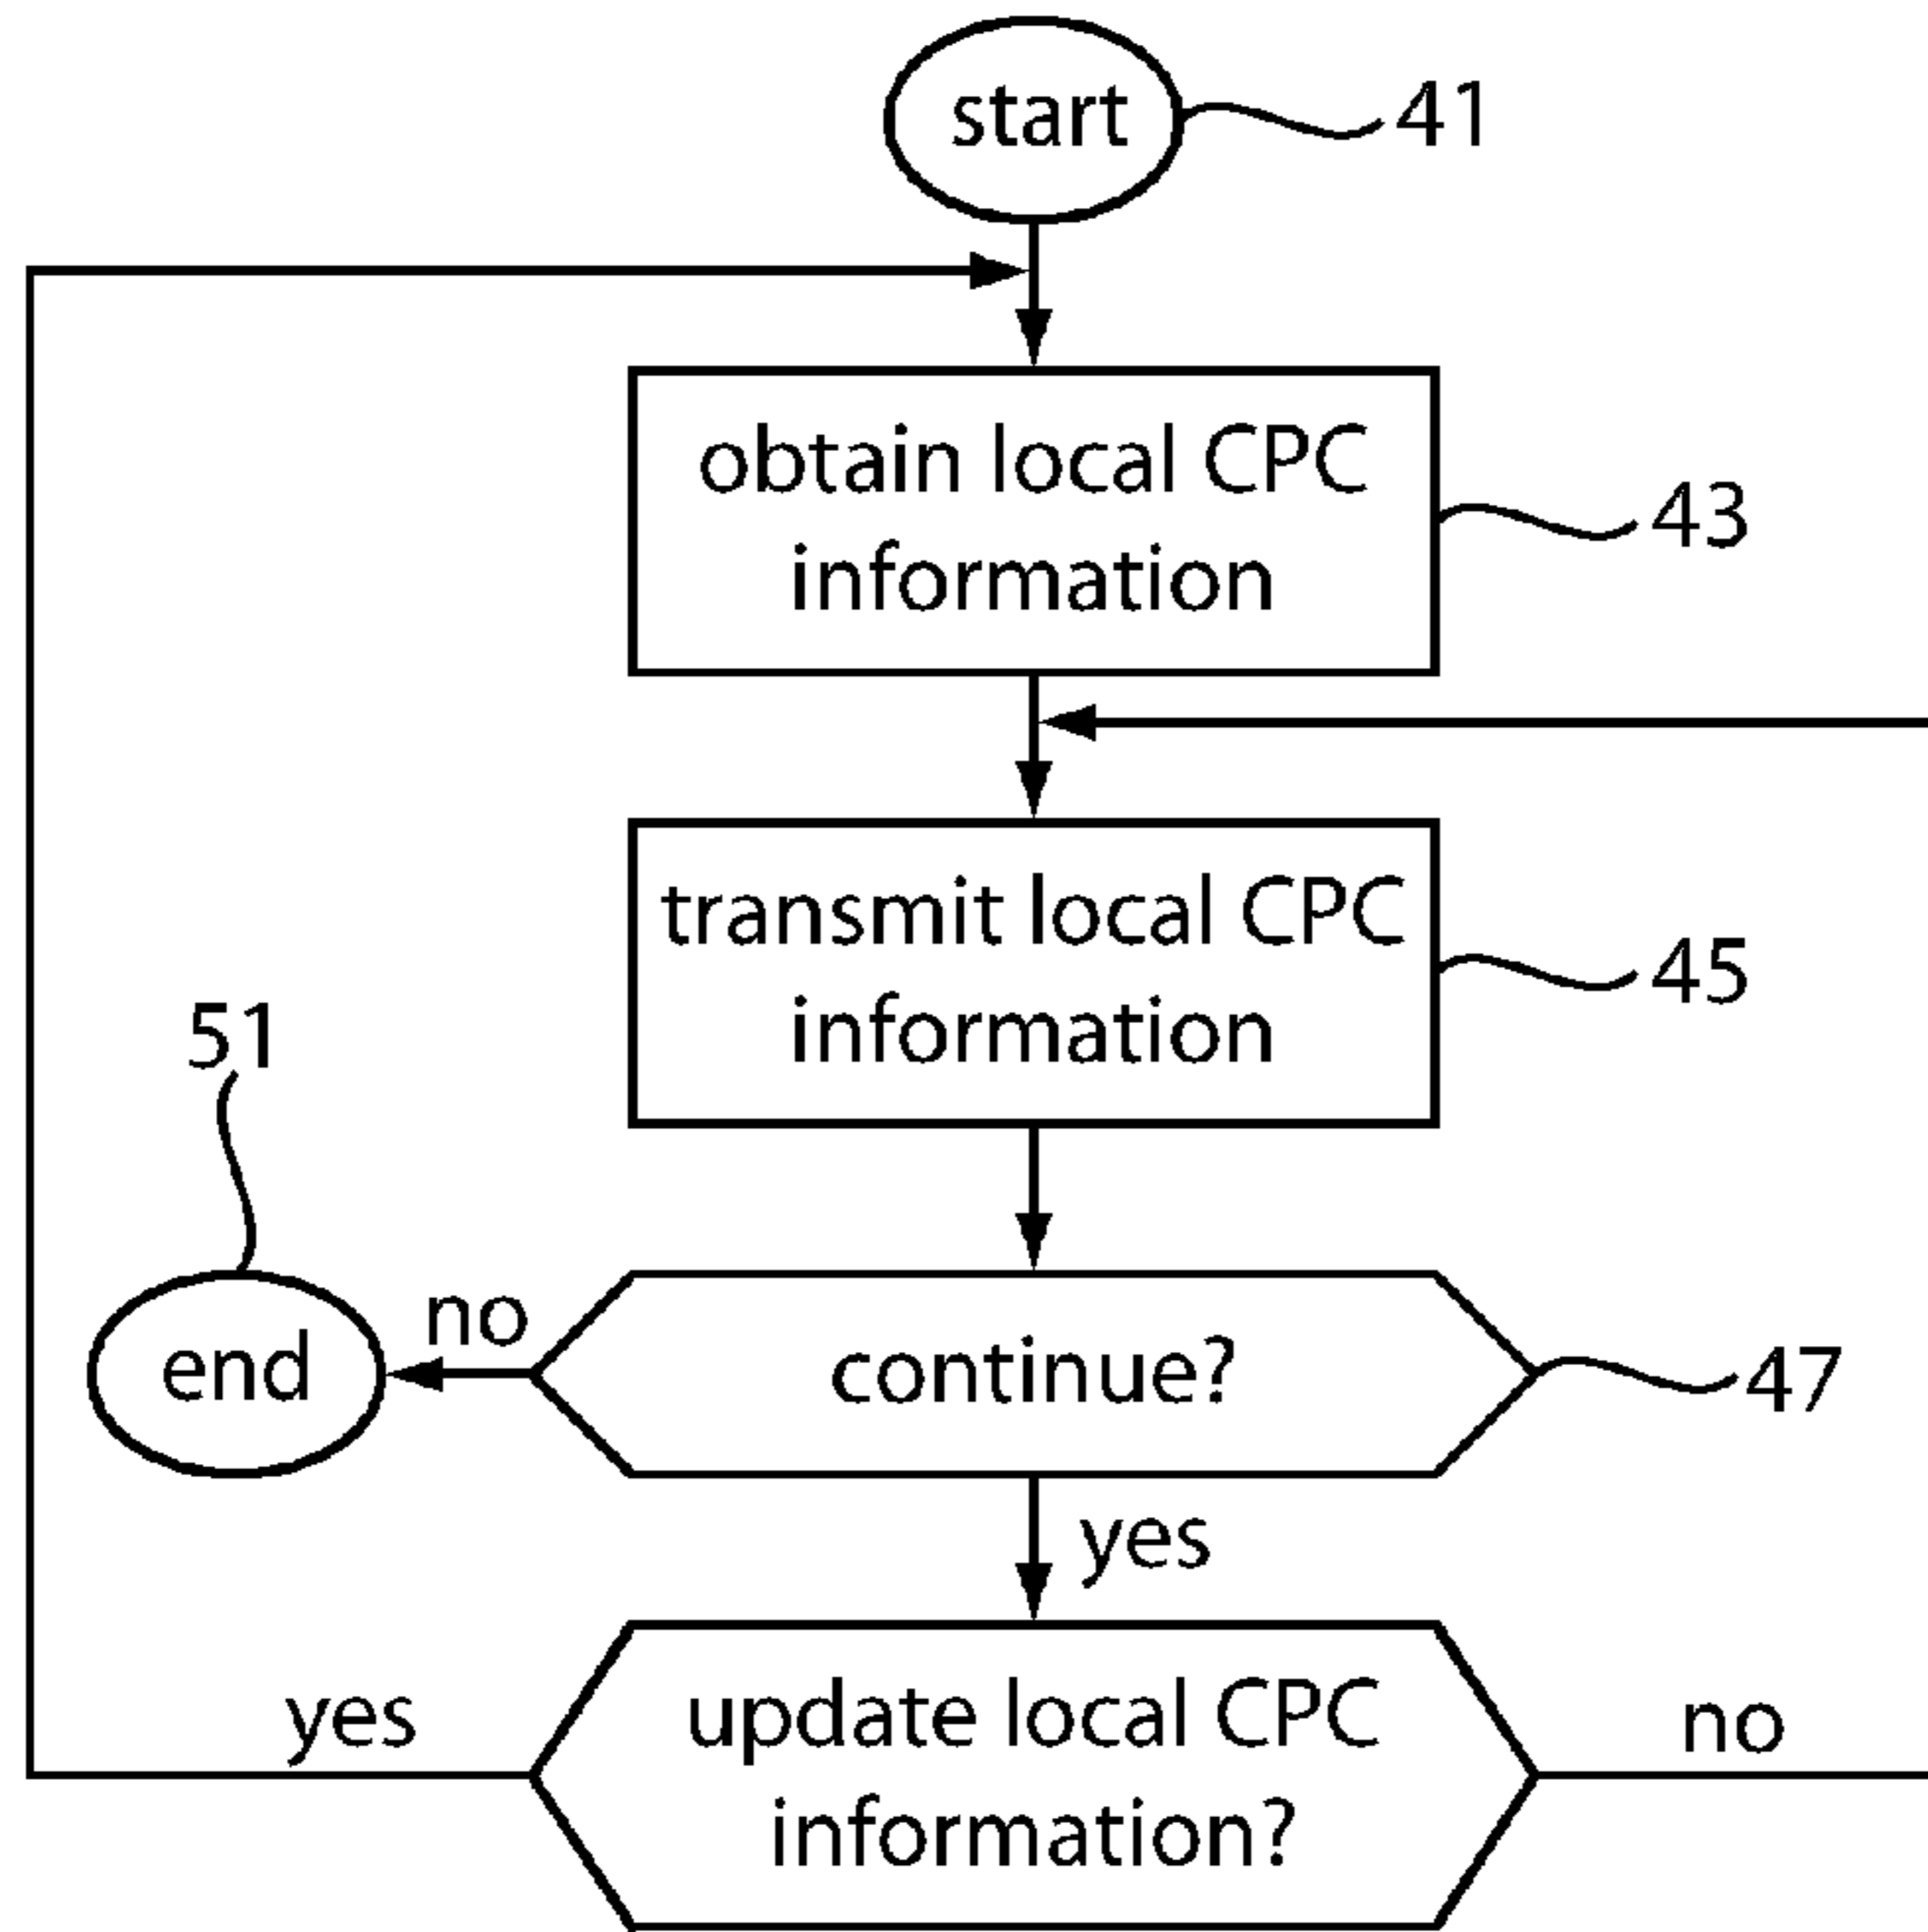 start
41
obtain local CPC
information
43
transmit local CPC
information
45
51
end
no
continue?
47
yes
yes
update local CPC
information?
no